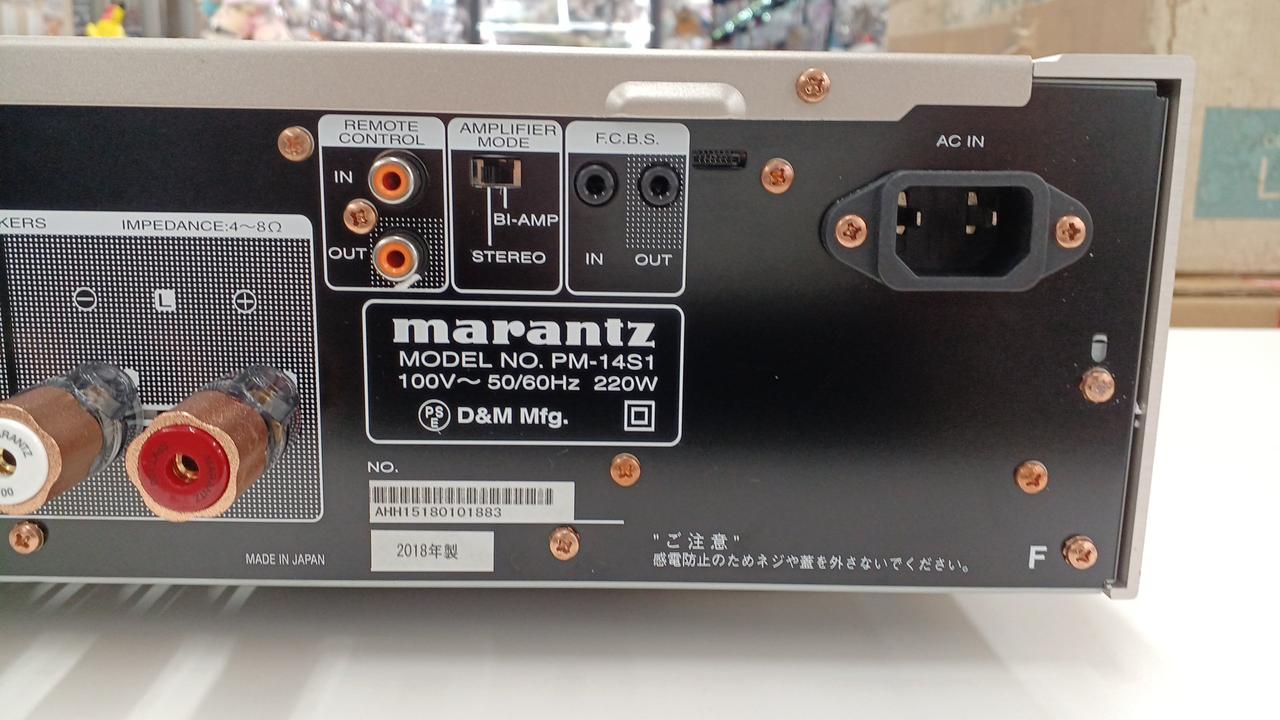 REMOTE
CONTROL
IN
OUT
AMPLIFIER
MODE
BI-AMP
STEREO
F.C.B.S.
IN
OUT
AC IN
KERS
IMPEDANCE:4〜8Ω
L
marantz
MODEL NO. PM-14S1
100V〜 50/60Hz 220W
PSE D&M Mfg.
NO.
AHH15180101883
2018年製
MADE IN JAPAN
"ご注意"
感電防止のためネジや蓋を外さないでください。
F